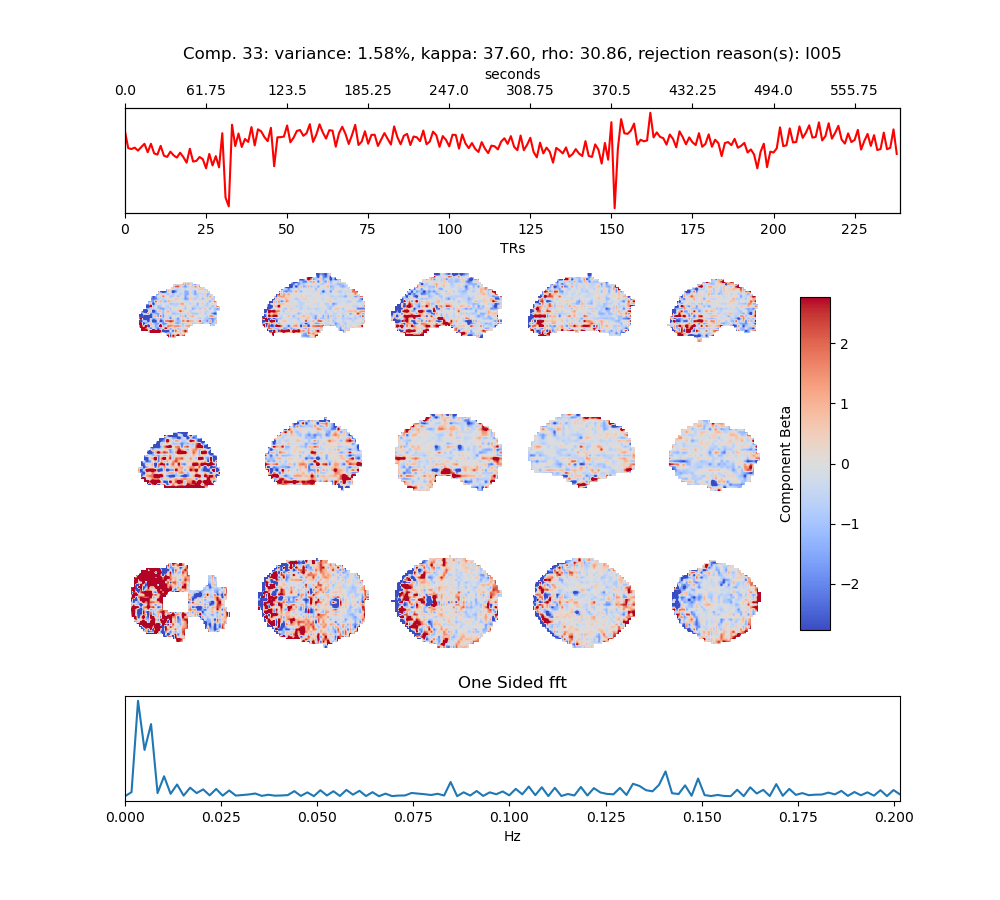 Comp. 33: variance: 1.58%, kappa: 37.60, rho: 30.86, rejection reason(s): I005
seconds
0.0 61.75 123.5 185.25 247.0 308.75 370.5 432.25 494.0 555.75
0 25 50 75 100 125 150 175 200 225
TRs
2
1
0
−1
−2
Component Beta
One Sided fft
0.000 0.025 0.050 0.075 0.100 0.125 0.150 0.175 0.200
Hz